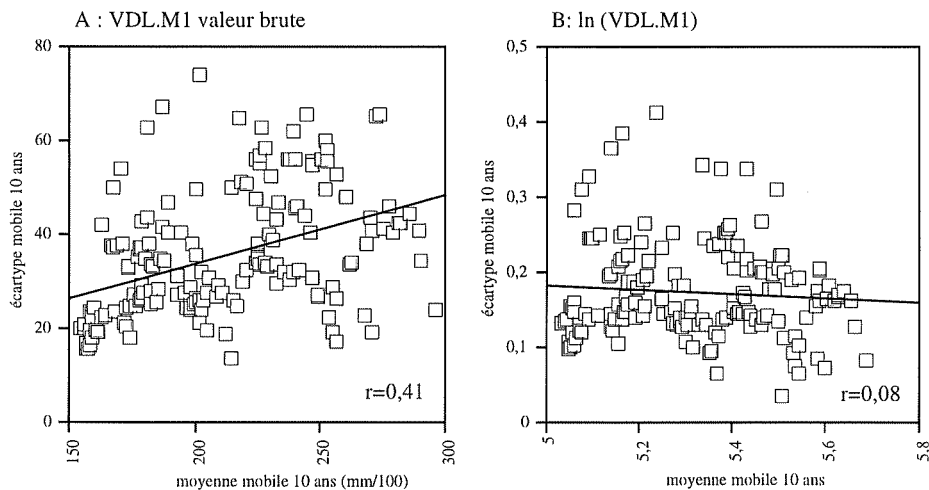 A : VDL.M1 valeur brute
80
60
40
20
0
écartype mobile 10 ans
r=0,41
150
200
250
300
moyenne mobile 10 ans (mm/100)
B: ln (VDL.M1)
0,5
0,4
0,3
0,2
0,1
0
écartype mobile 10 ans
r=0,08
5
5.2
5.4
5.6
5.8
moyenne mobile 10 ans